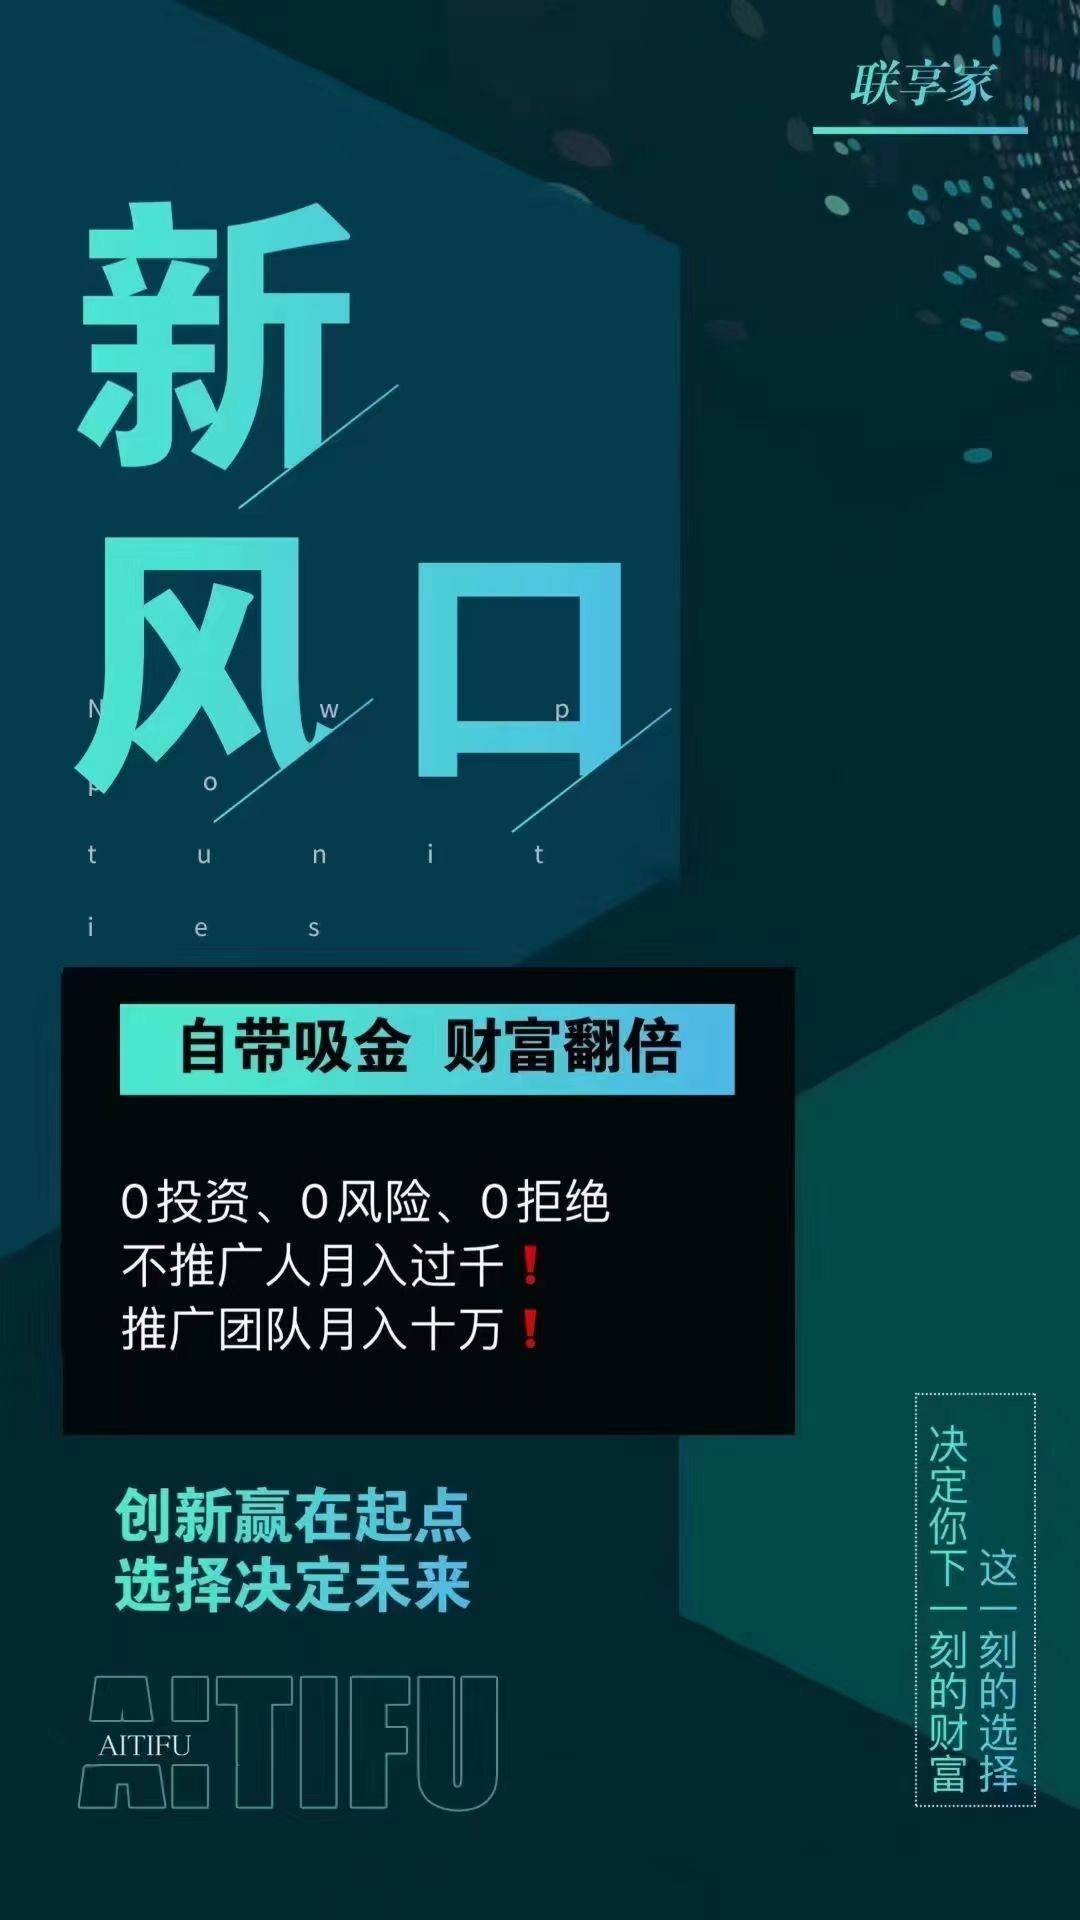 联享家
新
风口
N w p
p o
t u n i t
i e s
自带吸金 财富翻倍
0投资、0风险、0拒绝
不推广人月入过千❗
推广团队月入十万❗
创新赢在起点
选择决定未来
AITIFU
AITIFU
这一刻的选择
决定你下一刻的财富